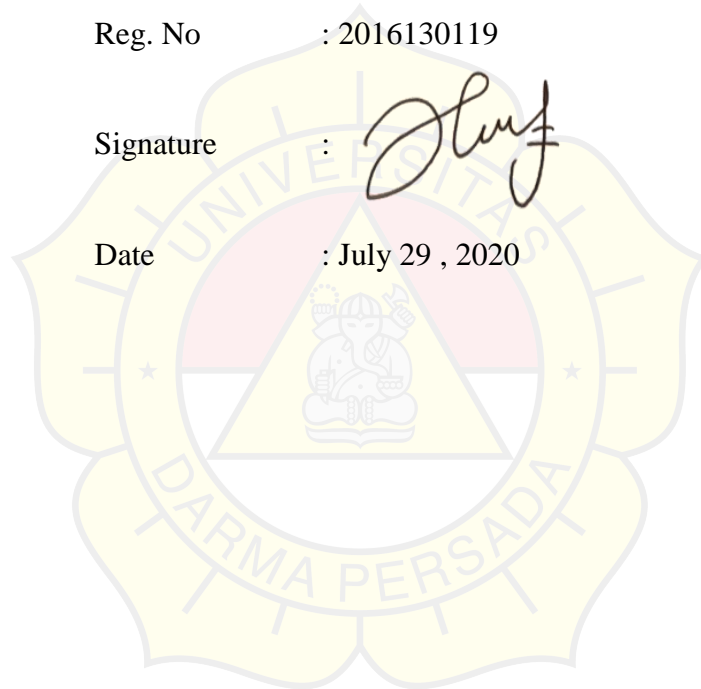 Reg. No : 2016130119
Signature :
Date : July 29 , 2020
UNIVERSITAS
DARMA PERSADA